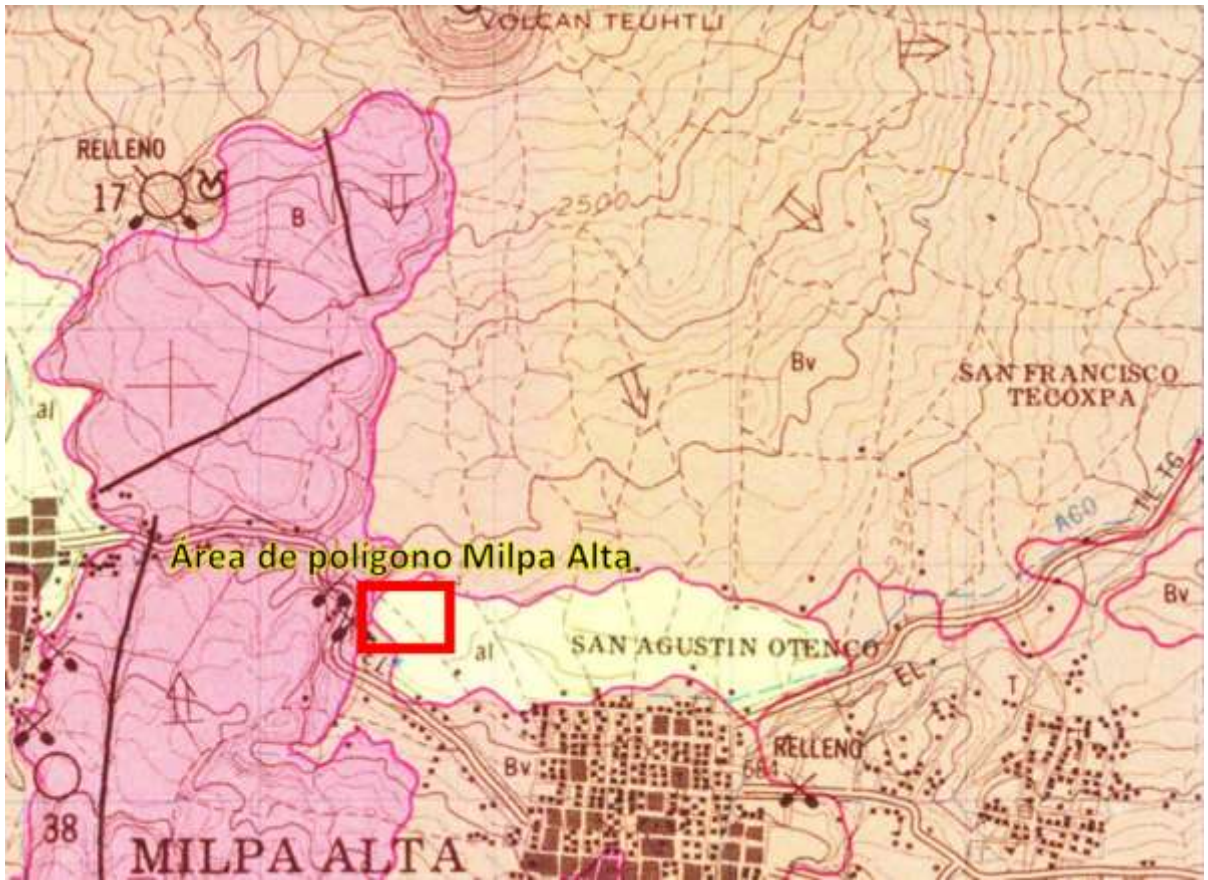 VOLCAN TEUHTLI
RELLENO
17
B
2500
Bv
SAN FRANCISCO
TECOXPA
al
Área de polígono Milpa Alta
AGO
Bv
SAN AGUSTIN OTENCO
al
EL
T
RELLENO
Bv
38
MILPA ALTA